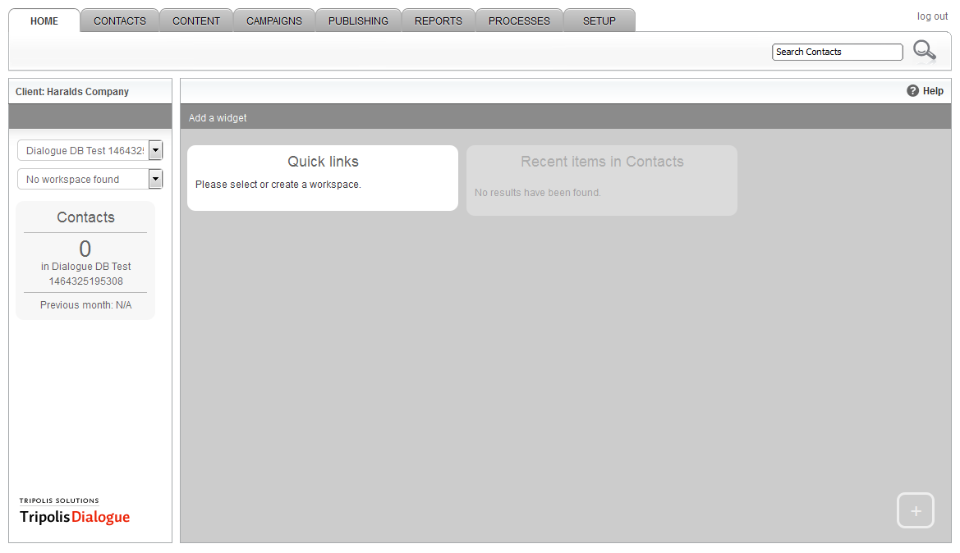 HOME CONTACTS CONTENT CAMPAIGNS PUBLISHING REPORTS PROCESSES SETUP
log out
Search Contacts
Client: Haralds Company
Help
Add a widget
Dialogue DB Test 146432
No workspace found
Contacts
0
in Dialogue DB Test
1464325195308
Previous month: N/A
Quick links
Please select or create a workspace.
Recent items in Contacts
No results have been found.
TRIPOLIS SOLUTIONS
TripolisDialogue
+